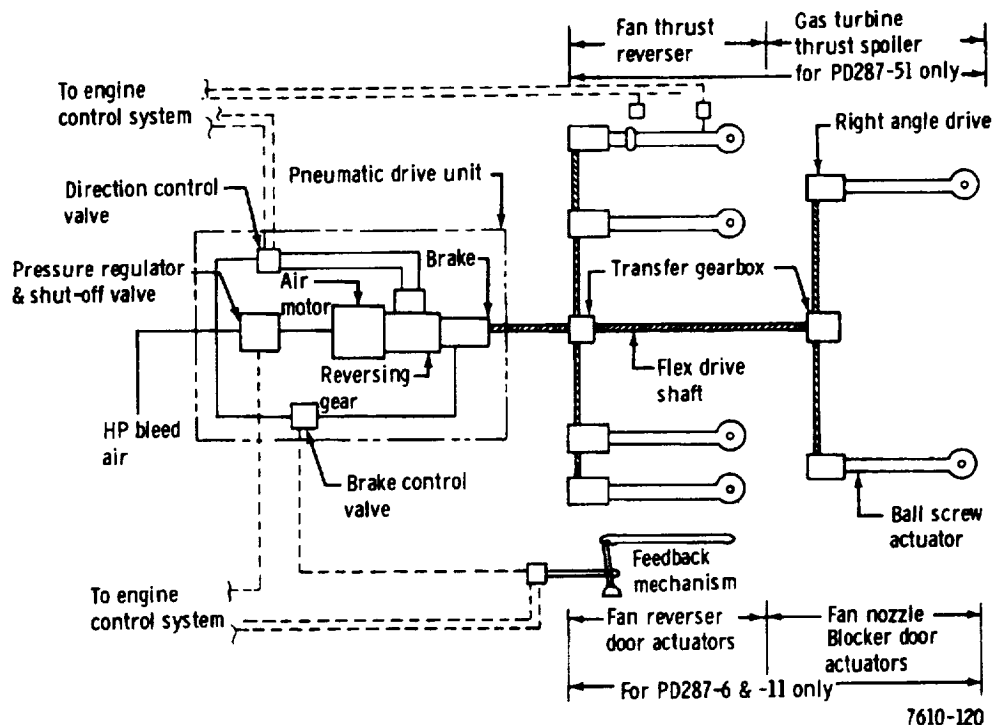 Fan thrust
reverser
Gas turbine
thrust spoiler
for PD287-51 only
To engine
control system
Right angle drive
Direction control
valve
Pneumatic drive unit
Pressure regulator
& shut-off valve
Air
motor
Brake
Transfer gearbox
Reversing
gear
Flex drive
shaft
HP bleed
air
Brake control
valve
Ball screw
actuator
Feedback
mechanism
To engine
control system
Fan reverser
door actuators
Fan nozzle
Blocker door
actuators
For PD287-6 & -11 only
7610-120